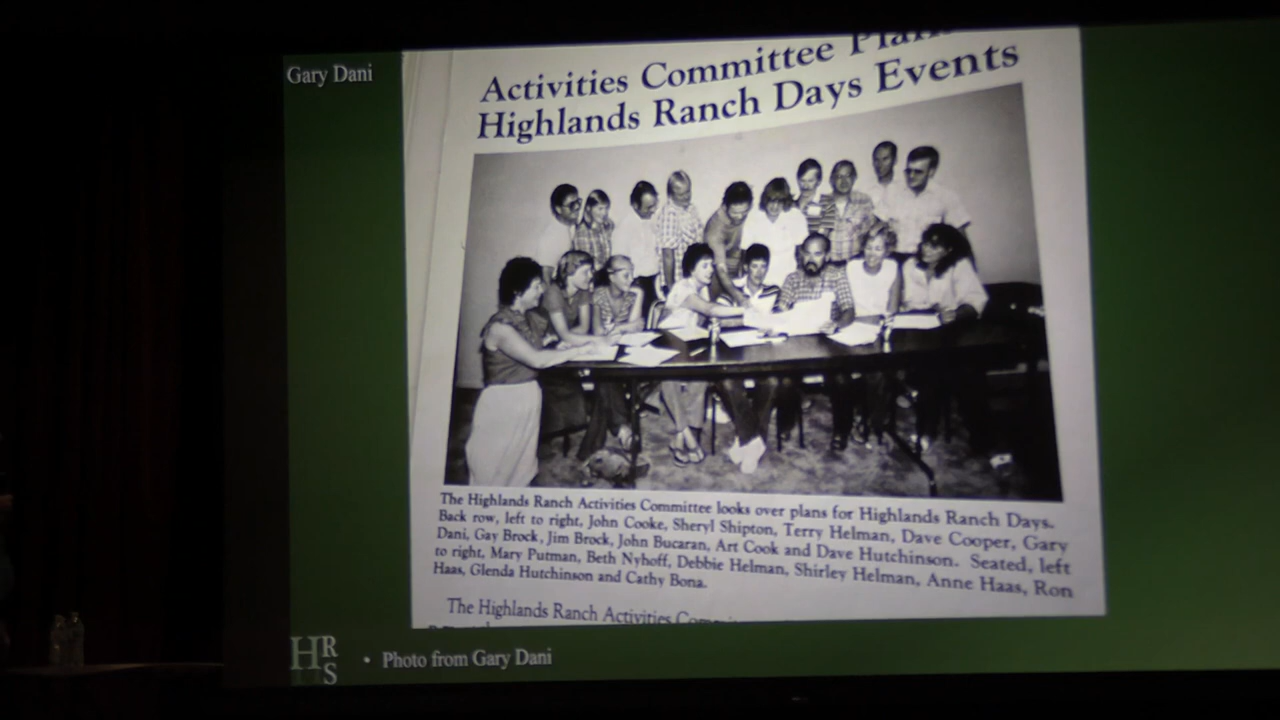 Gary Dani
Activities Committee
Highlands Ranch Days Events
The Highlands Ranch Activities Committee looks over plans for Highlands Ranch Days.
Back row, left to right, John Cooke, Sheryl Shipton, Terry Helman, Dave Cooper, Gary
Dani, Gay Brock, Jim Brock, John Bucaran, Art Cook and Dave Hutchinson. Seated, left
to right, Mary Putman, Beth Nyhoff, Debbie Helman, Shirley Helman, Anne Haas, Ron
Haas, Glenda Hutchinson and Cathy Bona.
The Highlands Ranch Activities
HR
S
• Photo from Gary Dani